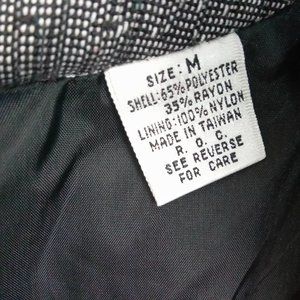 SIZE: M
SHELL: 65% POLYESTER
35% RAYON
LINING: 100% NYLON
MADE IN TAIWAN
R. O. C.
SEE REVERSE
FOR CARE